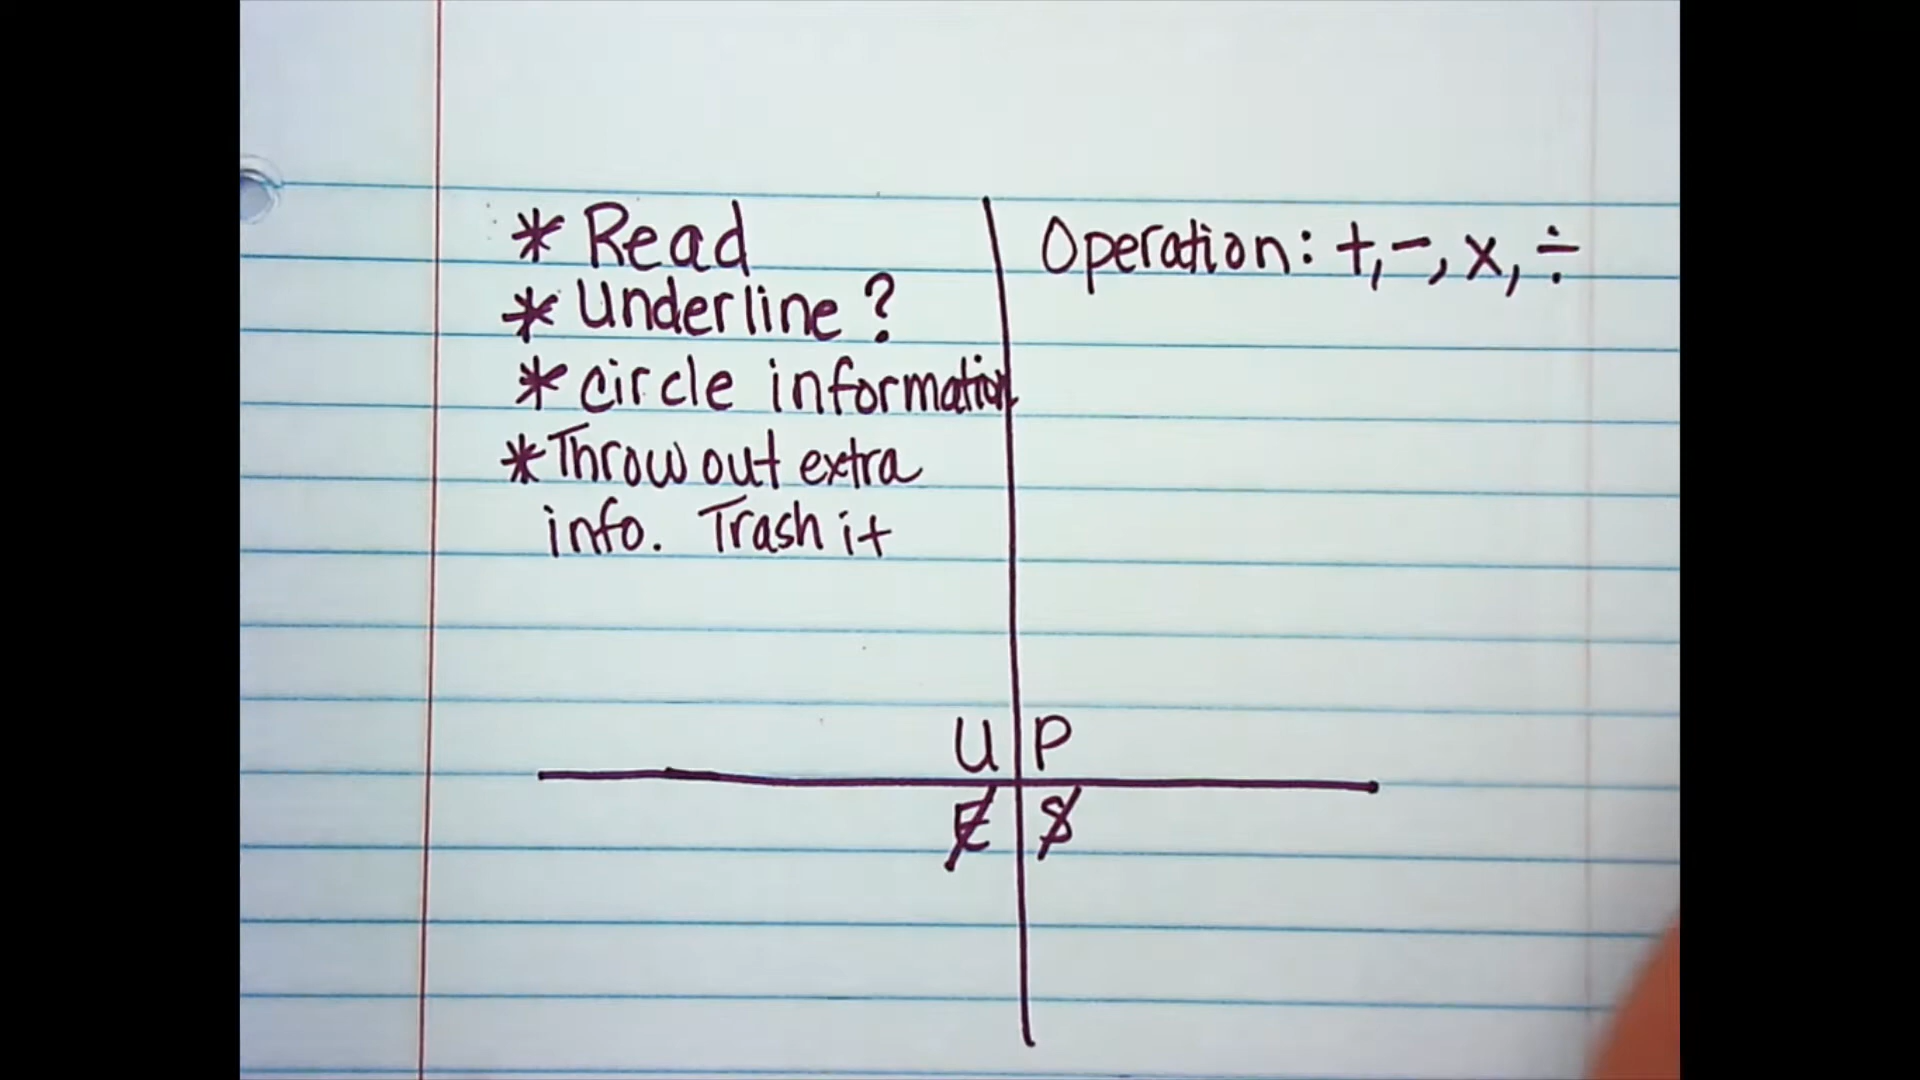 * Read
* Underline ?
* circle information
* Throw out extra
info. Trash it
Operation: +, -, x, ÷
U P
E S